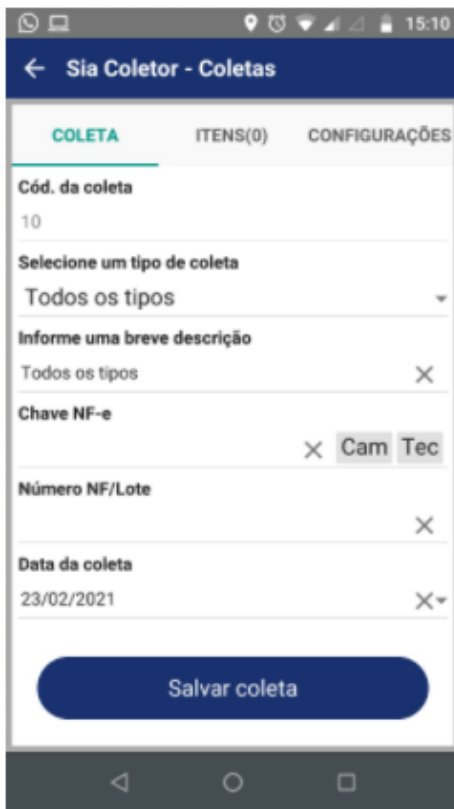 15:10
Sia Coletor - Coletas
COLETA ITENS(0) CONFIGURAÇÕES
Cód. da coleta
10
Selecione um tipo de coleta
Todos os tipos
Informe uma breve descrição
Todos os tipos
Chave NF-e
Cam Tec
Número NF/Lote
Data da coleta
23/02/2021
Salvar coleta